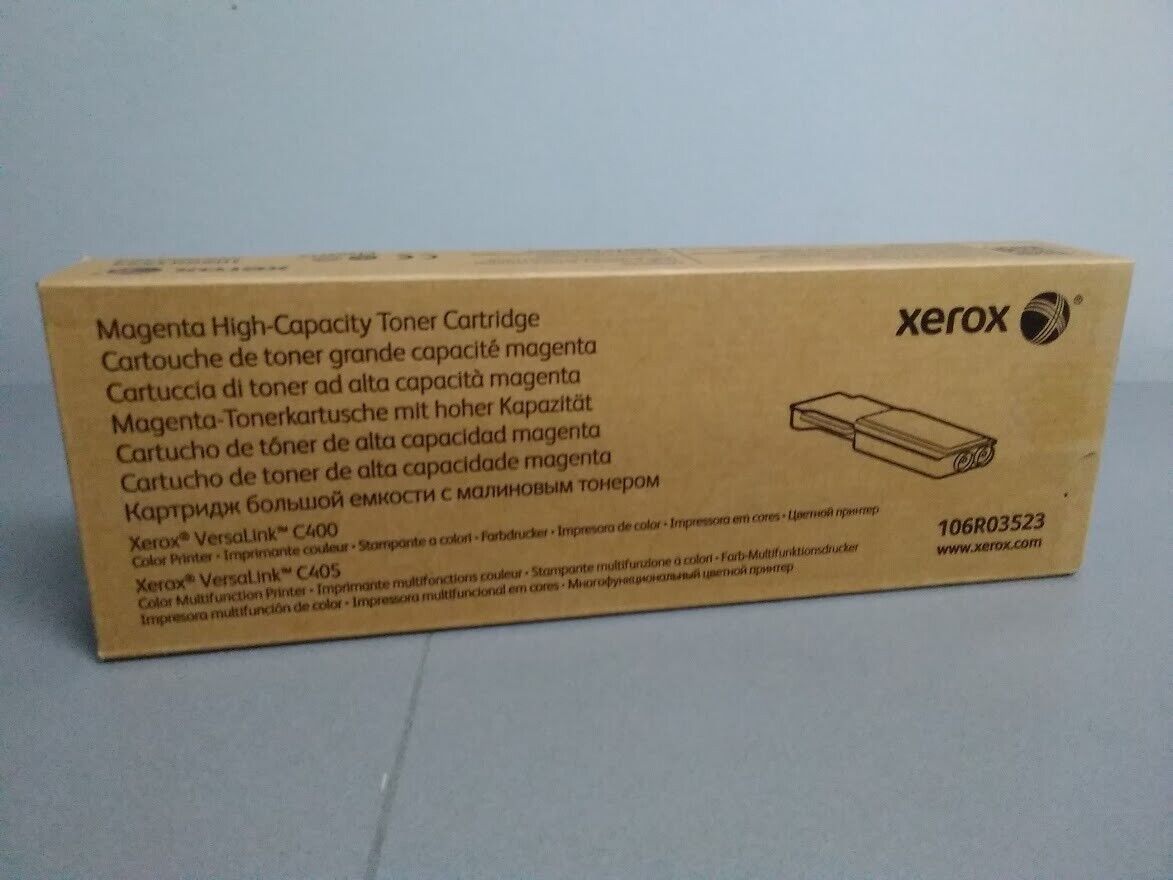 Magenta High-Capacity Toner Cartridge
Cartouche de toner grande capacité magenta
Cartuccia di toner ad alta capacità magenta
Magenta-Tonerkartusche mit hoher Kapazität
Cartucho de tóner de alta capacidad magenta
Cartucho de toner de alta capacidade magenta
Картридж большой емкости с малиновым тонером
Xerox® VersaLink™ C400
Color Printer • Imprimante couleur • Stampante a colori • Farbdrucker • Impresora de color • Impressora em cores • Цветной принтер
Xerox® VersaLink™ C405
Color Multifunction Printer • Imprimante multifonctions couleur • Stampante multifunzione a colori • Farb-Multifunktionsdrucker
Impresora multifunción de color • Impressora multifuncional em cores • Многофункциональный цветной принтер
xerox ®
106R03523
www.xerox.com
xerox
CE